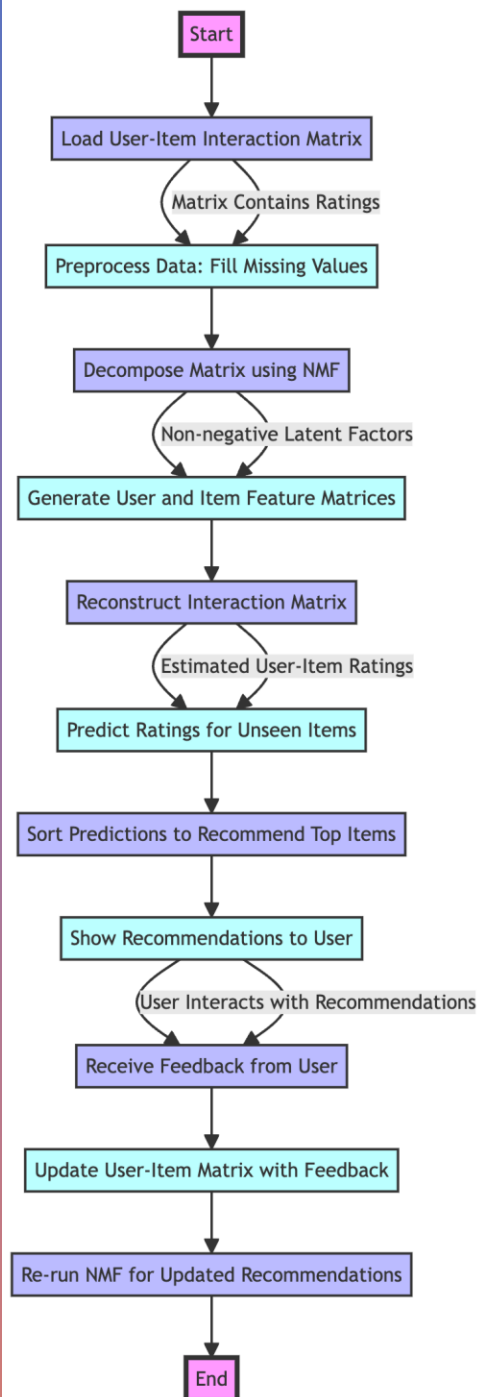 Start
Load User-Item Interaction Matrix
Matrix Contains Ratings
Preprocess Data: Fill Missing Values
Decompose Matrix using NMF
Non-negative Latent Factors
Generate User and Item Feature Matrices
Reconstruct Interaction Matrix
Estimated User-Item Ratings
Predict Ratings for Unseen Items
Sort Predictions to Recommend Top Items
Show Recommendations to User
User Interacts with Recommendations
Receive Feedback from User
Update User-Item Matrix with Feedback
Re-run NMF for Updated Recommendations
End